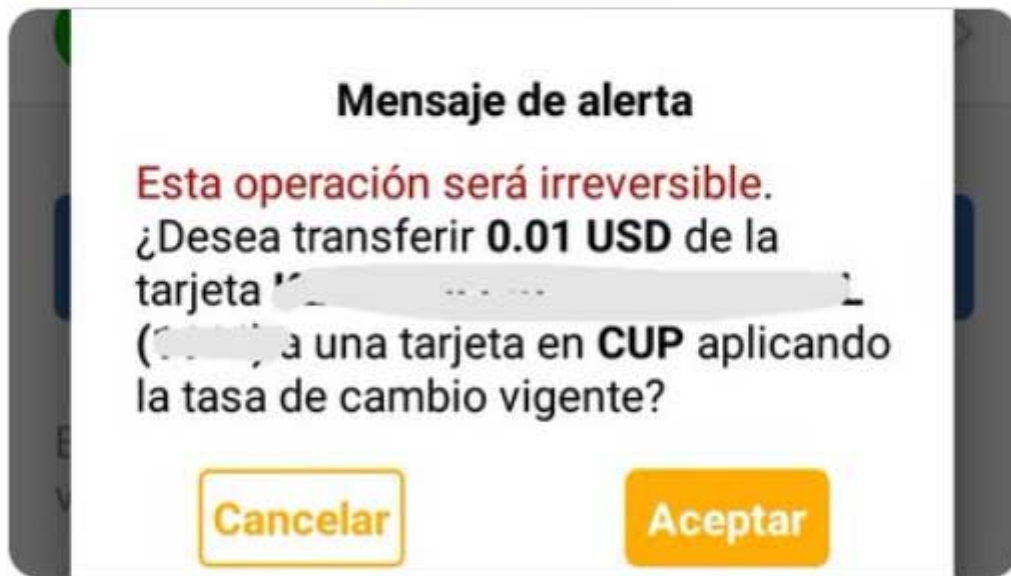 Mensaje de alerta
Esta operación será irreversible.
¿Desea transferir 0.01 USD de la
tarjeta
a una tarjeta en CUP aplicando
la tasa de cambio vigente?
Cancelar
Aceptar